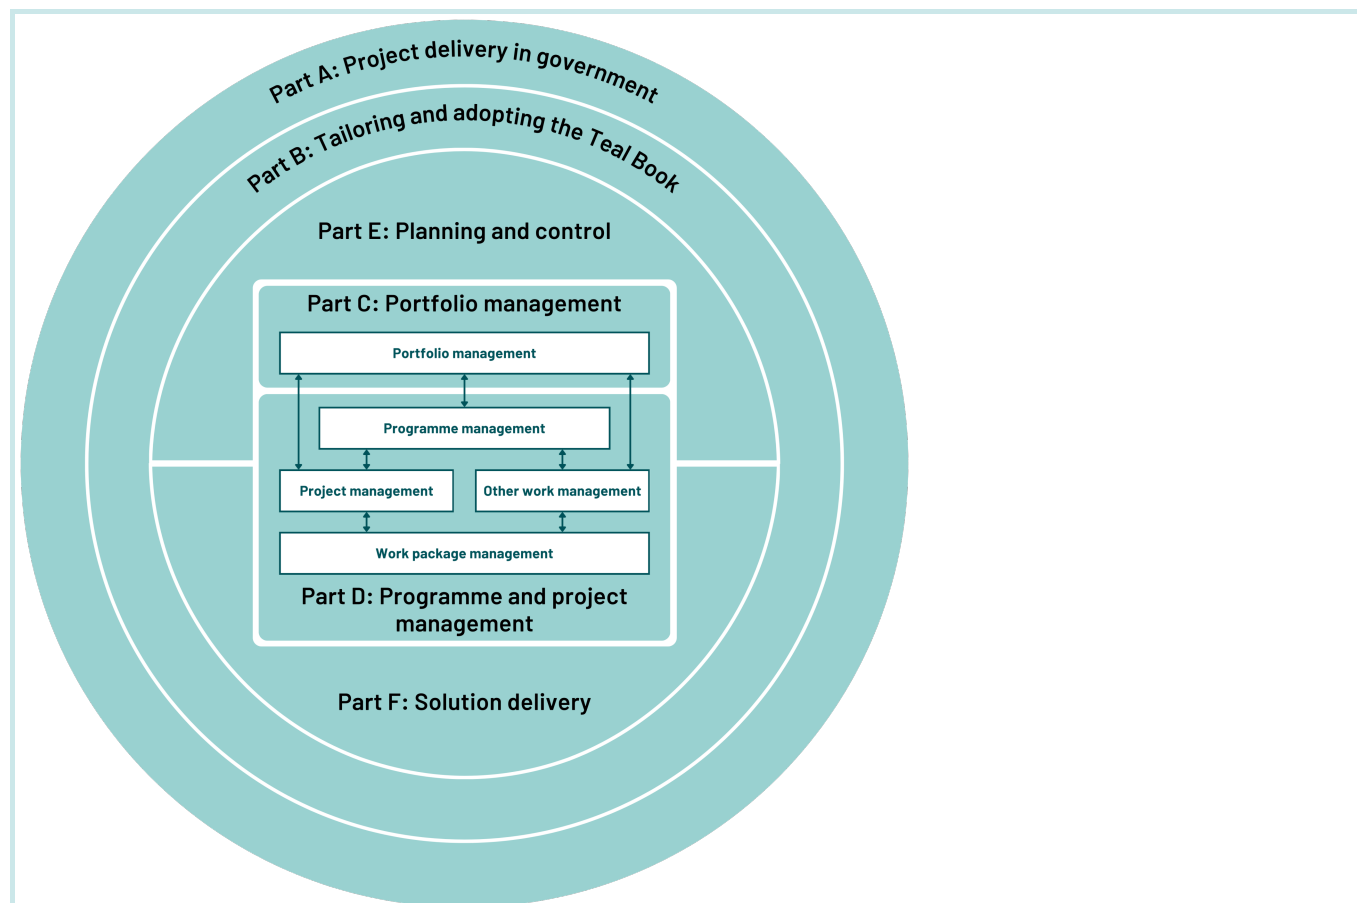 Part A: Project delivery in government
Part B: Tailoring and adopting the Teal Book
Part E: Planning and control
Part C: Portfolio management
Portfolio management
Programme management
Project management
Other work management
Work package management
Part D: Programme and project
management
Part F: Solution delivery